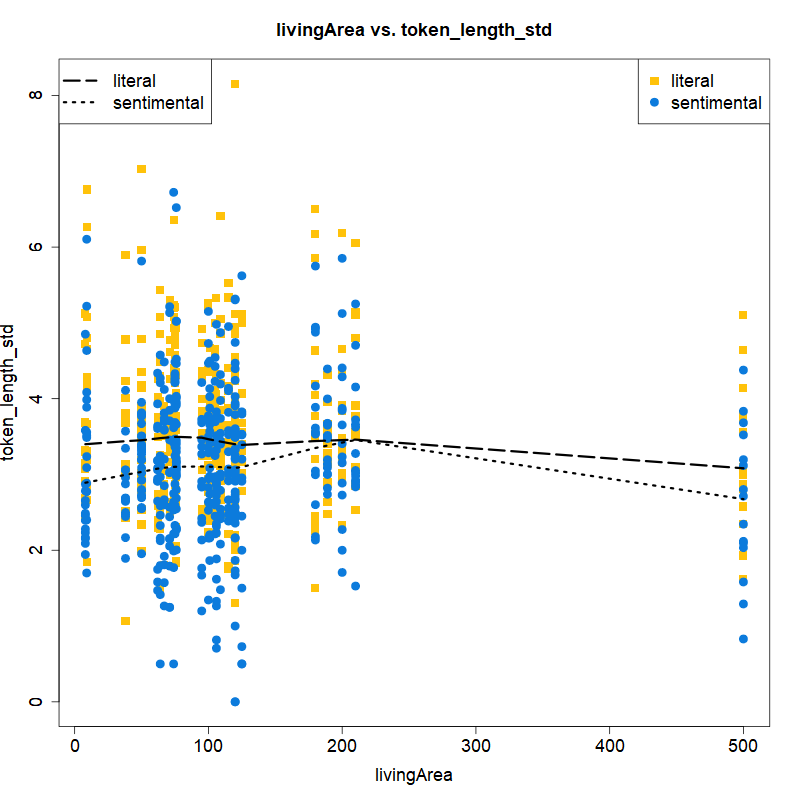 livingArea vs. token_length_std
literal
sentimental
literal
sentimental
token_length_std
8
6
4
2
0
0 100 200 300 400 500
livingArea